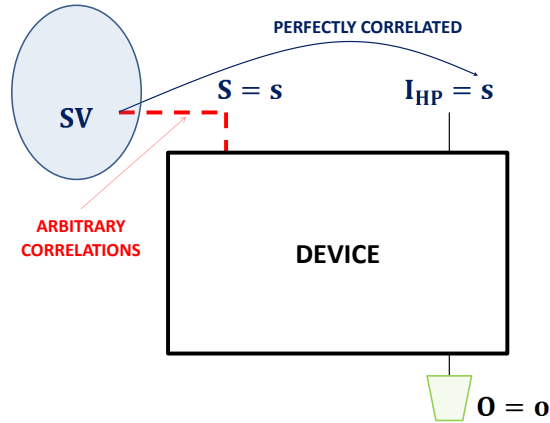 PERFECTLY CORRELATED
SV
S = s
I_HP = s
ARBITRARY
CORRELATIONS
DEVICE
O = o